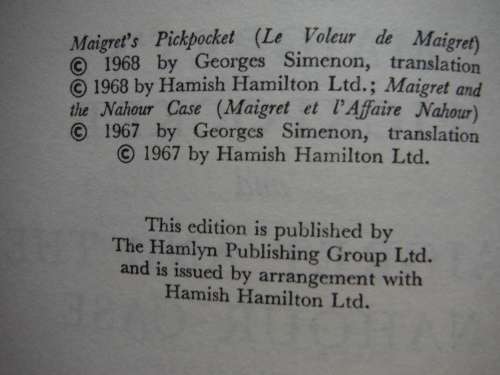 Maigret's Pickpocket (Le Voleur de Maigret)
© 1968 by Georges Simenon, translation
© 1968 by Hamish Hamilton Ltd.; Maigret and
the Nahour Case (Maigret et l'Affaire Nahour)
© 1967 by Georges Simenon, translation
© 1967 by Hamish Hamilton Ltd.
This edition is published by
The Hamlyn Publishing Group Ltd.
and is issued by arrangement with
Hamish Hamilton Ltd.